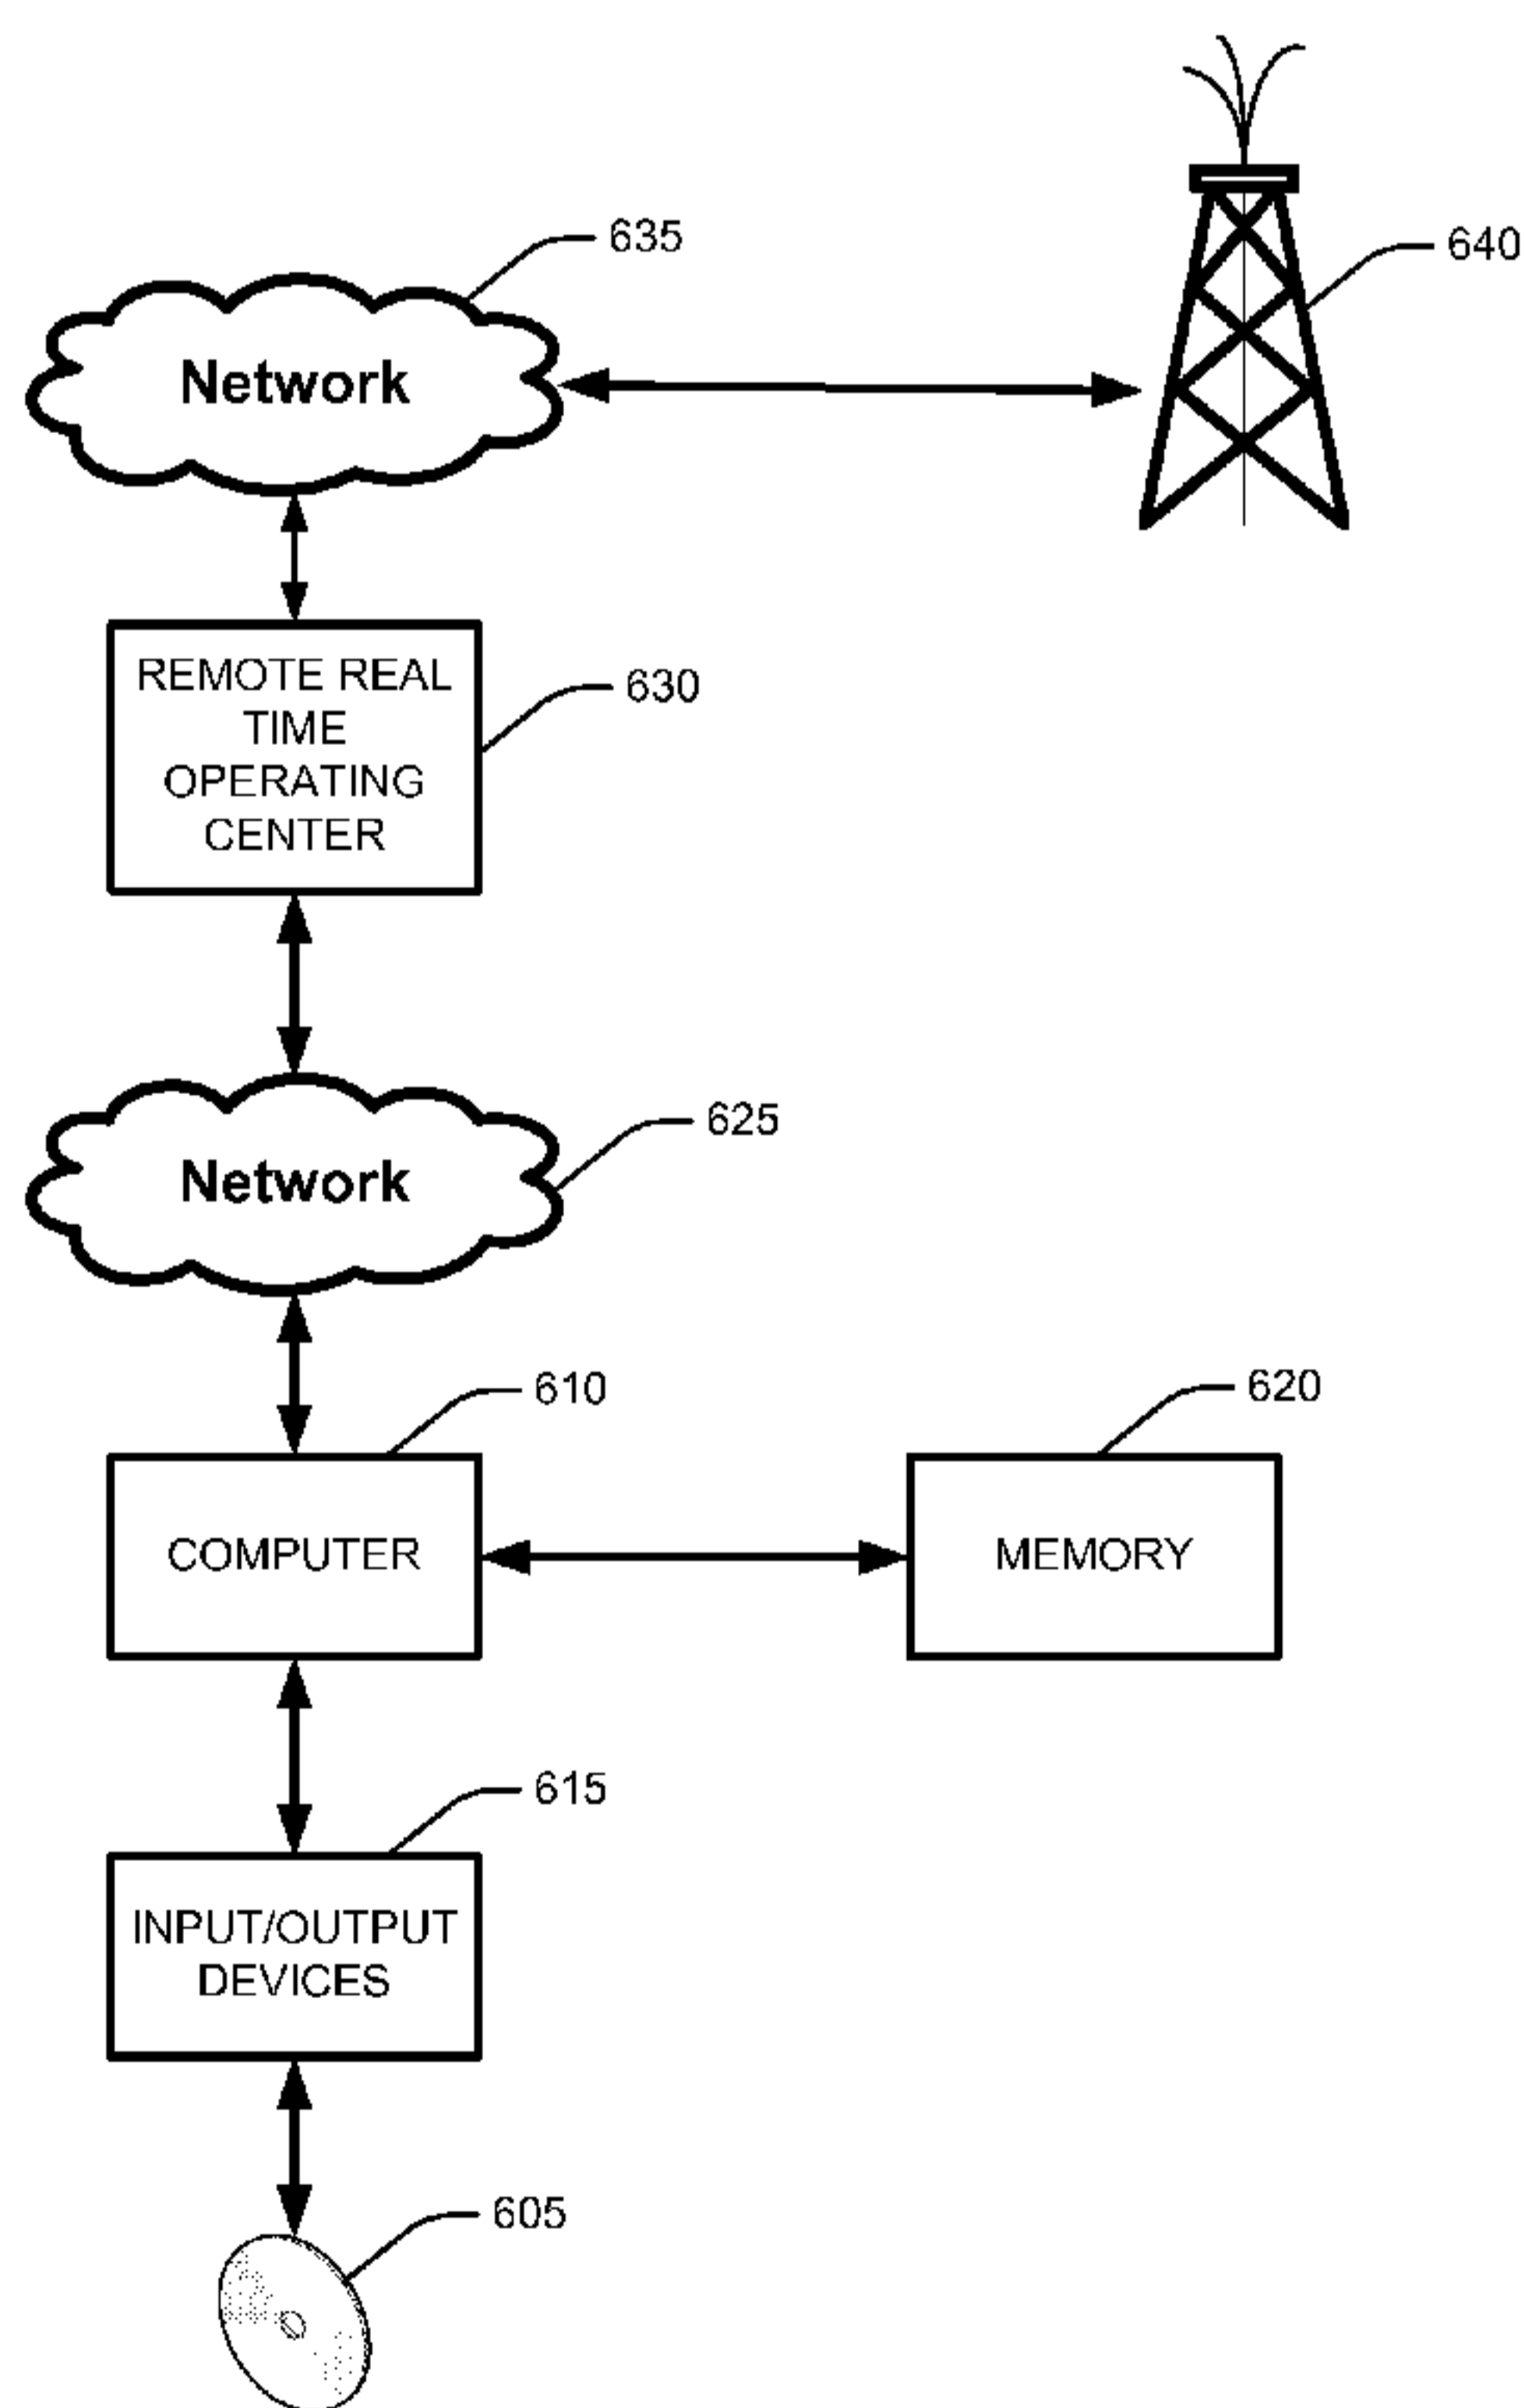 635
640
Network
REMOTE REAL
TIME
OPERATING
CENTER
630
625
Network
610
620
COMPUTER
MEMORY
615
INPUT/OUTPUT
DEVICES
605